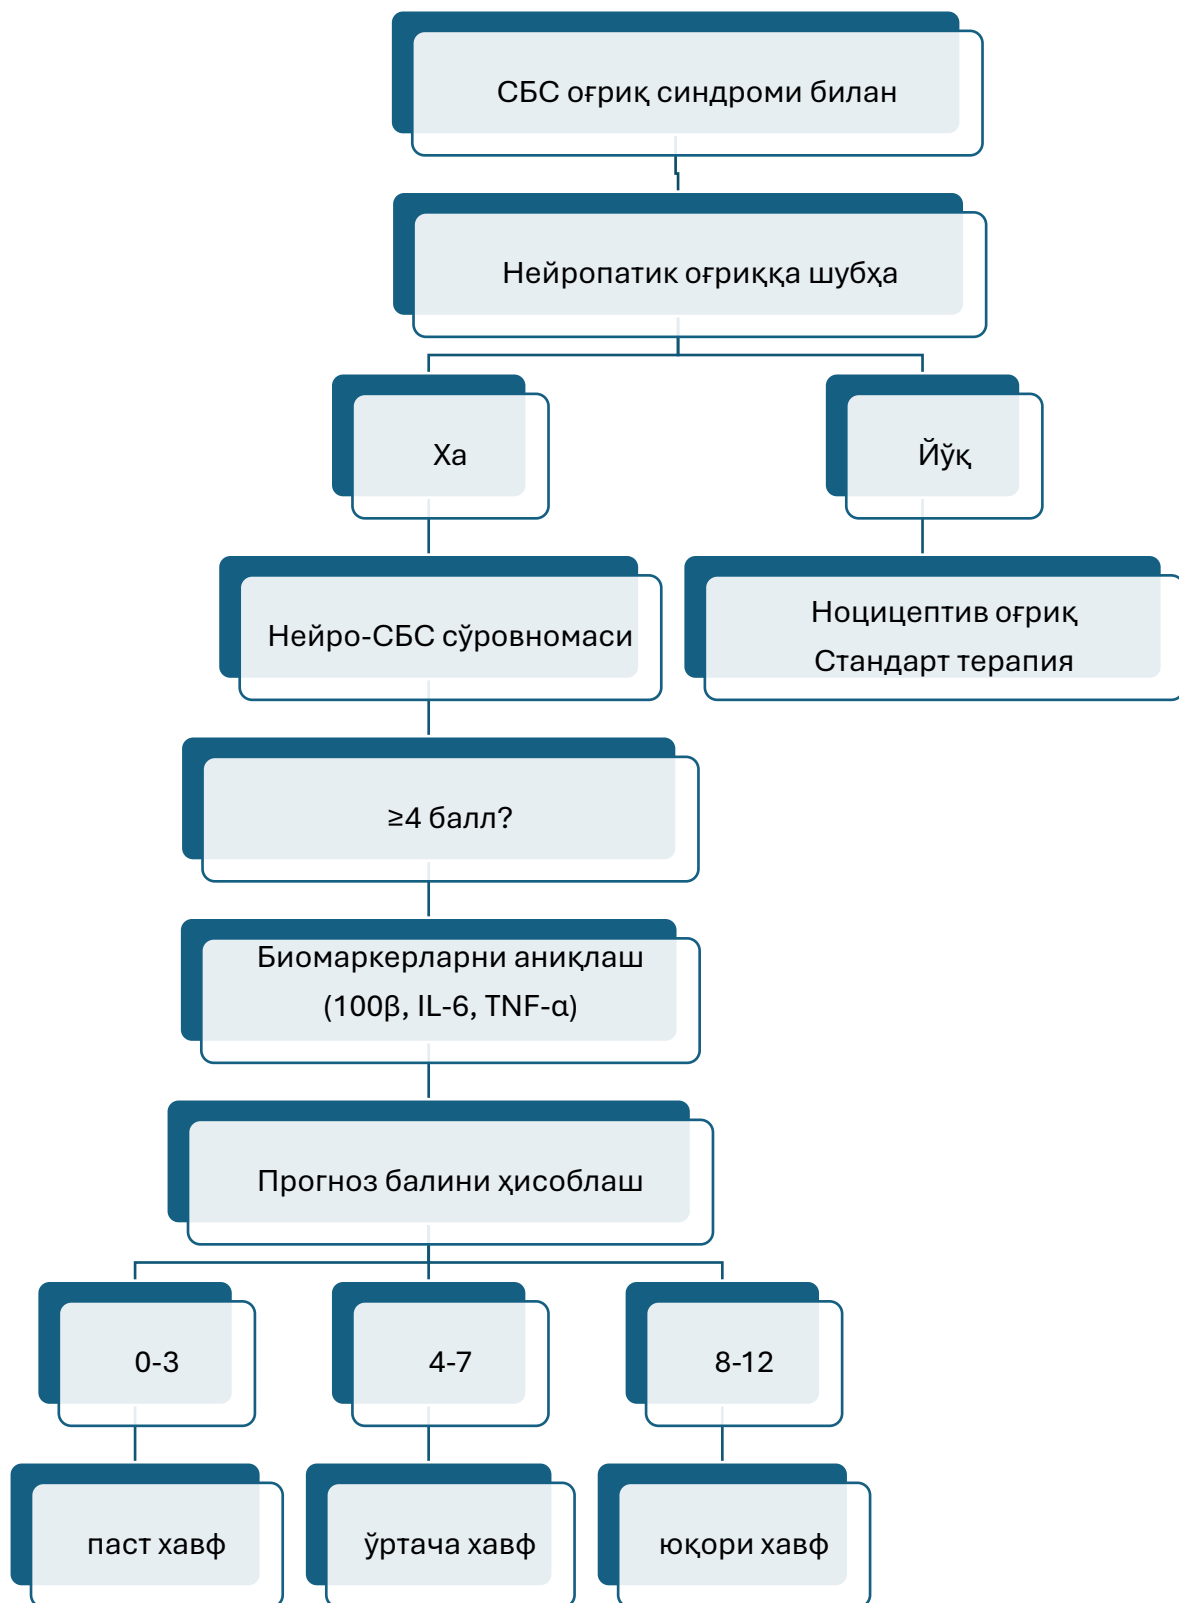 СБС оғриқ синдроми билан
Нейропатик оғриққа шубҳа
Ха
Йўқ
Нейро-СБС сўровномаси
Ноцицептив оғриқ
Стандарт терапия
≥4 балл?
Биомаркерларни аниқлаш
(100β, IL-6, TNF-α)
Прогноз балини ҳисоблаш
0-3
4-7
8-12
паст хавф
ўртача хавф
юқори хавф